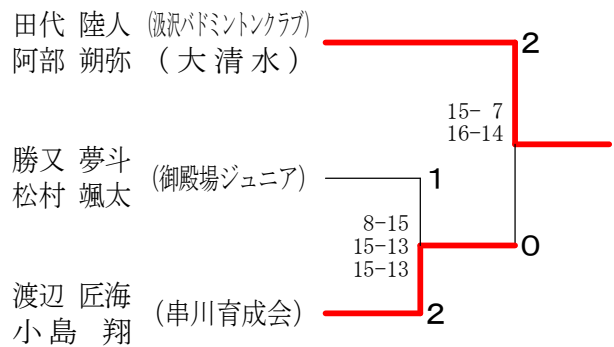 田代 陸人 (汲沢バドミントンクラブ)
阿部 朔弥 (大清水)
2
15- 7
16-14
勝又 夢斗
松村 颯太
(御殿場ジュニア)
1
8-15
15-13
15-13
0
渡辺 匠海
小島 翔
(串川育成会)
2